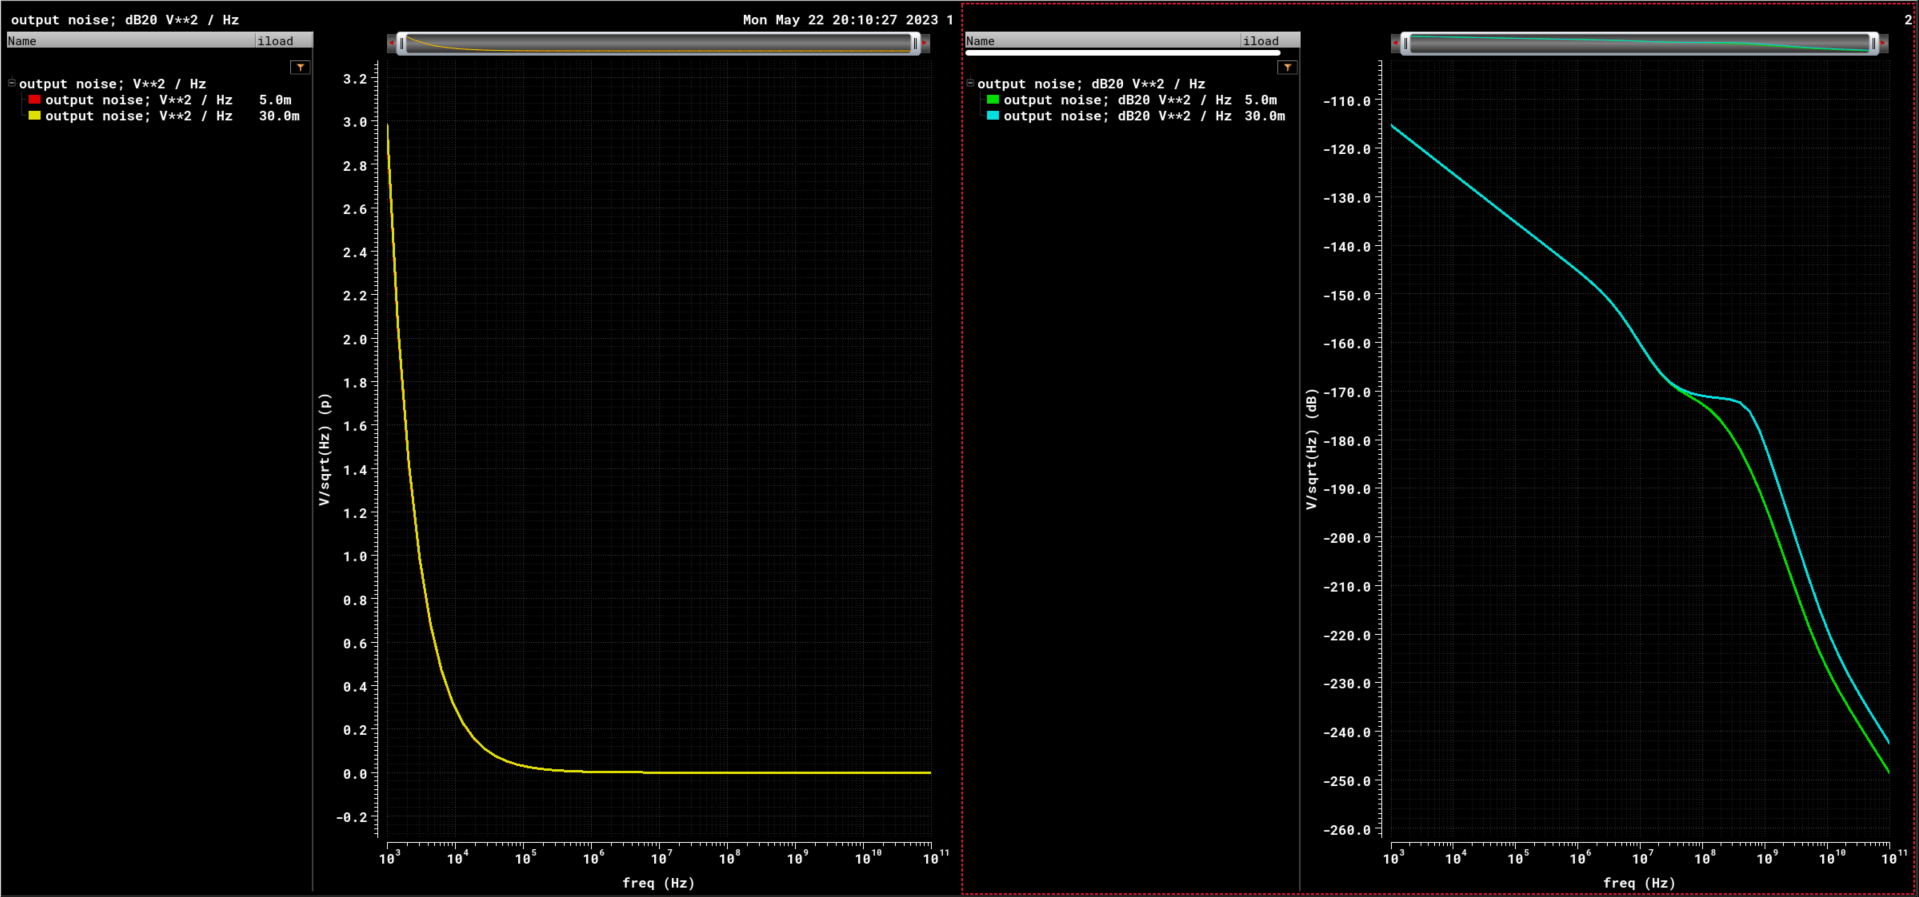 output noise; dB20 V**2 / Hz
Mon May 22 20:10:27 2023 1
Name iload
output noise; V**2 / Hz
output noise; V**2 / Hz 5.0m
output noise; V**2 / Hz 30.0m
3.2
3.0
2.8
2.6
2.4
2.2
2.0
1.8
1.6
1.4
1.2
1.0
0.8
0.6
0.4
0.2
0.0
-0.2
V/sqrt(Hz) (p)
10³ 10⁴ 10⁵ 10⁶ 10⁷ 10⁸ 10⁹ 10¹⁰ 10¹¹
freq (Hz)
2
Name iload
output noise; dB20 V**2 / Hz
output noise; dB20 V**2 / Hz 5.0m
output noise; dB20 V**2 / Hz 30.0m
-110.0
-120.0
-130.0
-140.0
-150.0
-160.0
-170.0
-180.0
-190.0
-200.0
-210.0
-220.0
-230.0
-240.0
-250.0
-260.0
V/sqrt(Hz) (dB)
10³ 10⁴ 10⁵ 10⁶ 10⁷ 10⁸ 10⁹ 10¹⁰ 10¹¹
freq (Hz)